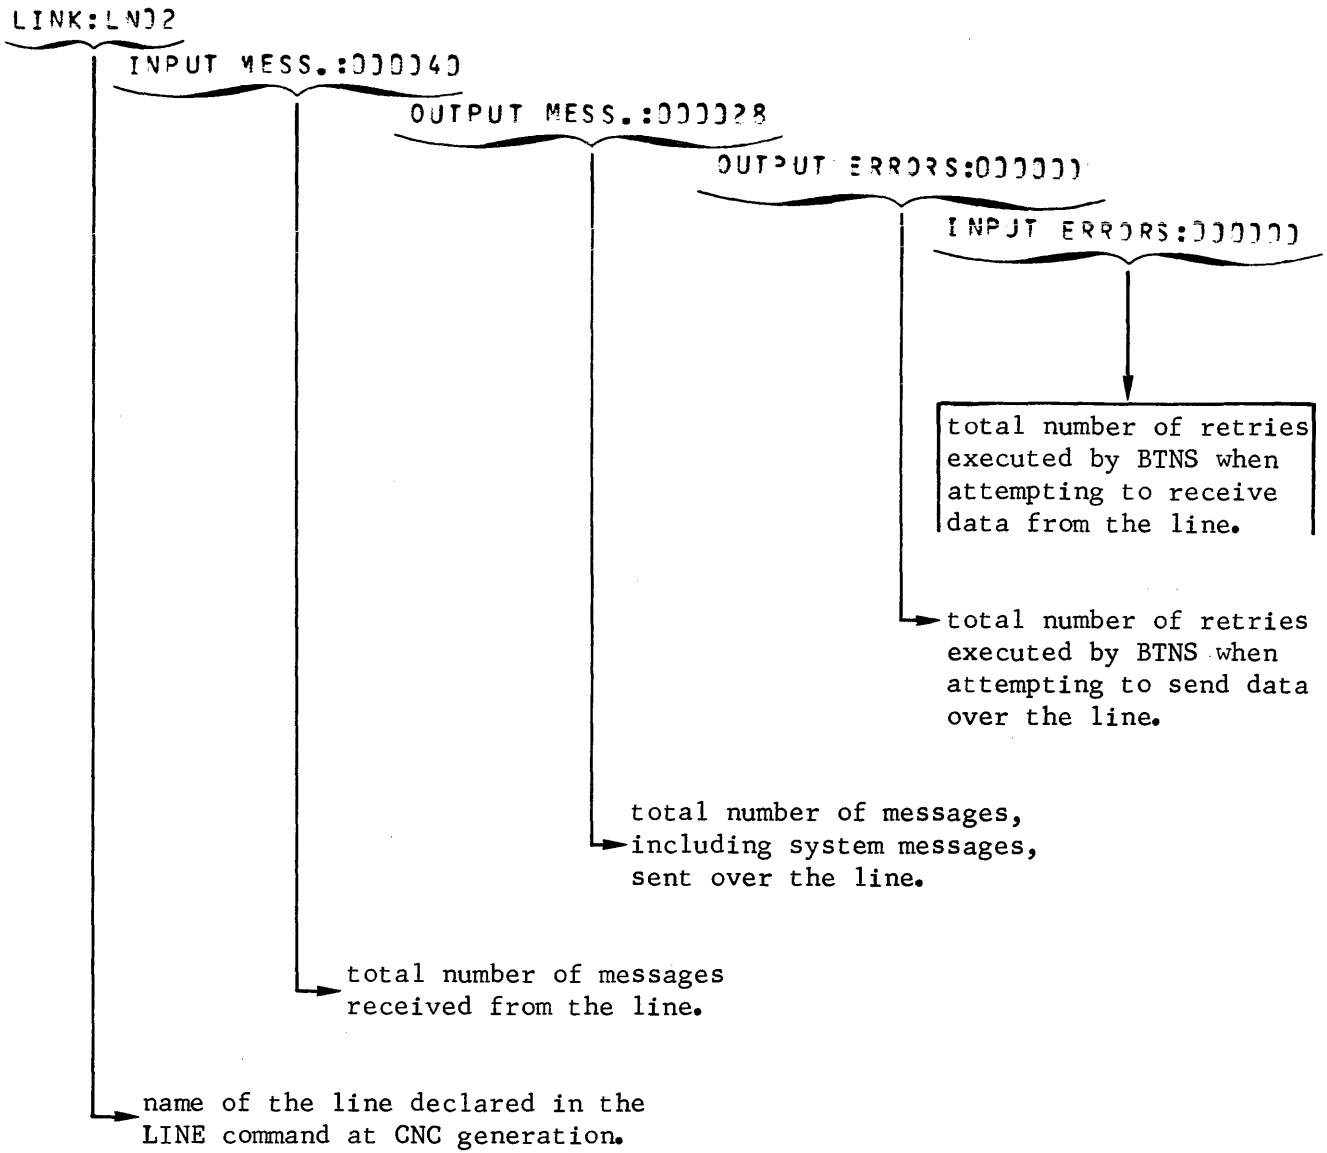 LINK:LN02
INPUT MESS.:000040
OUTPUT MESS.:000028
OUTPUT ERRORS:000000
INPUT ERRORS:000000
total number of retries
executed by BTNS when
attempting to receive
data from the line.
total number of retries
executed by BTNS when
attempting to send data
over the line.
total number of messages,
including system messages,
sent over the line.
total number of messages
received from the line.
name of the line declared in the
LINE command at CNC generation.